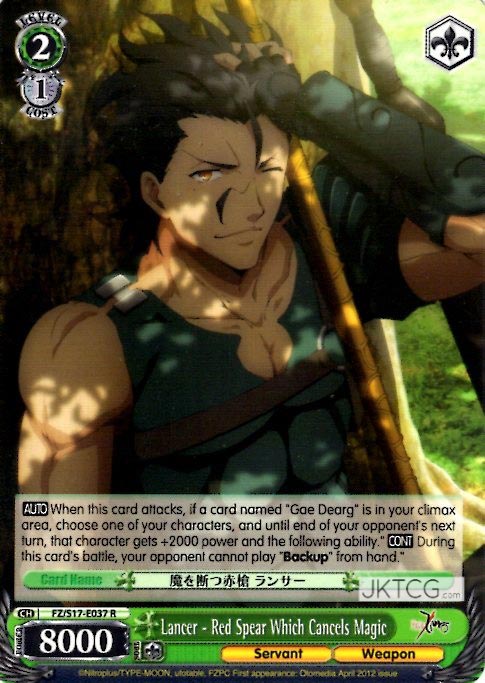 LEVEL
2
1
COST
AUTO When this card attacks, if a card named "Gae Dearg" is in your climax
area, choose one of your characters, and until end of your opponent's next
turn, that character gets +2000 power and the following ability." CONT During
this card's battle, your opponent cannot play "Backup" from hand."
Card Name 魔を断つ赤槍 ランサー
JKTCG.com
CH FZ/S17-E037 R
POWER 8000 SOUL Lancer - Red Spear Which Cancels Magic
Servant Weapon
©Nitroplus/TYPE-MOON, ufotable, FZPC First appearance: Otomedia April 2012 issue